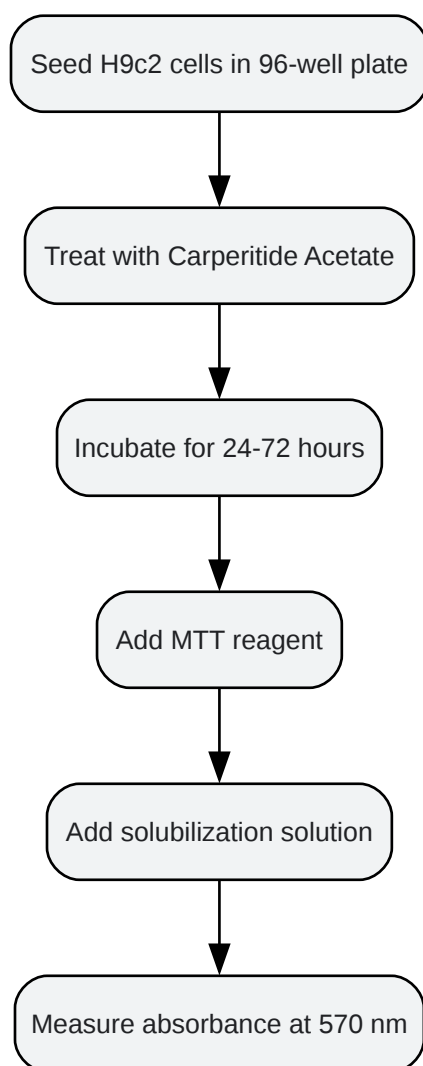 Seed H9c2 cells in 96-well plate
Treat with Carperitide Acetate
Incubate for 24-72 hours
Add MTT reagent
Add solubilization solution
Measure absorbance at 570 nm